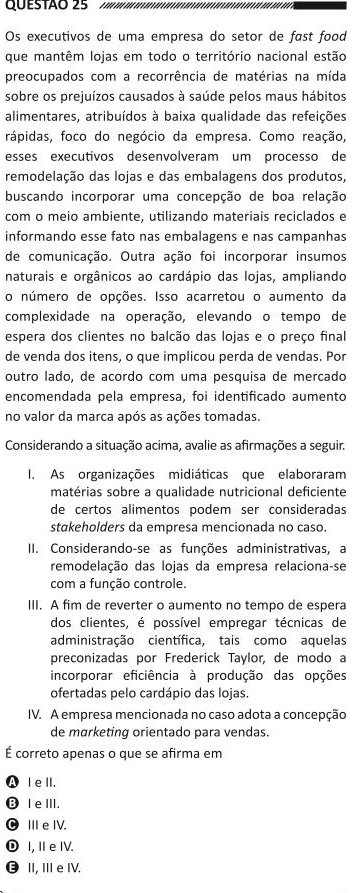 QUESTÃO 25
Os executivos de uma empresa do setor de fast food
que mantêm lojas em todo o território nacional estão
preocupados com a recorrência de matérias na mídia
sobre os prejuízos causados à saúde pelos maus hábitos
alimentares, atribuídos à baixa qualidade das refeições
rápidas, foco do negócio da empresa. Como reação,
esses executivos desenvolveram um processo de
remodelação das lojas e das embalagens dos produtos,
buscando incorporar uma concepção de boa relação
com o meio ambiente, utilizando materiais reciclados e
informando esse fato nas embalagens e nas campanhas
de comunicação. Outra ação foi incorporar insumos
naturais e orgânicos ao cardápio das lojas, ampliando
o número de opções. Isso acarretou o aumento da
complexidade na operação, elevando o tempo de
espera dos clientes no balcão das lojas e o preço final
de venda dos itens, o que implicou perda de vendas. Por
outro lado, de acordo com uma pesquisa de mercado
encomendada pela empresa, foi identificado aumento
no valor da marca após as ações tomadas.
Considerando a situação acima, avalie as afirmações a seguir.
I. As organizações midiáticas que elaboraram
matérias sobre a qualidade nutricional deficiente
de certos alimentos podem ser consideradas
stakeholders da empresa mencionada no caso.
II. Considerando-se as funções administrativas, a
remodelação das lojas da empresa relaciona-se
com a função controle.
III. A fim de reverter o aumento no tempo de espera
dos clientes, é possível empregar técnicas de
administração científica, tais como aquelas
preconizadas por Frederick Taylor, de modo a
incorporar eficiência à produção das opções
ofertadas pelo cardápio das lojas.
IV. A empresa mencionada no caso adota a concepção
de marketing orientado para vendas.
É correto apenas o que se afirma em
A I e II.
B I e III.
C III e IV.
D I, II e IV.
E II, III e IV.